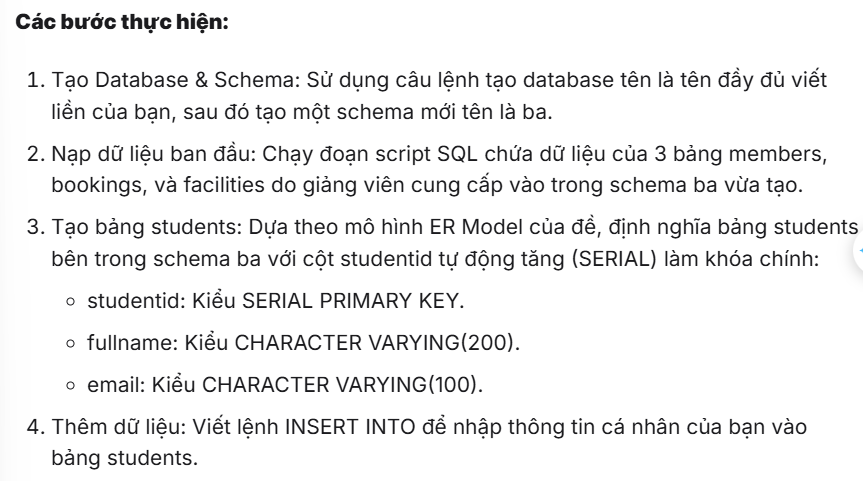 Các bước thực hiện:
1. Tạo Database & Schema: Sử dụng câu lệnh tạo database tên là tên đầy đủ viết
liền của bạn, sau đó tạo một schema mới tên là ba.
2. Nạp dữ liệu ban đầu: Chạy đoạn script SQL chứa dữ liệu của 3 bảng members,
bookings, và facilities do giảng viên cung cấp vào trong schema ba vừa tạo.
3. Tạo bảng students: Dựa theo mô hình ER Model của đề, định nghĩa bảng students
bên trong schema ba với cột studentid tự động tăng (SERIAL) làm khóa chính:
◦ studentid: Kiểu SERIAL PRIMARY KEY.
◦ fullname: Kiểu CHARACTER VARYING(200).
◦ email: Kiểu CHARACTER VARYING(100).
4. Thêm dữ liệu: Viết lệnh INSERT INTO để nhập thông tin cá nhân của bạn vào
bảng students.